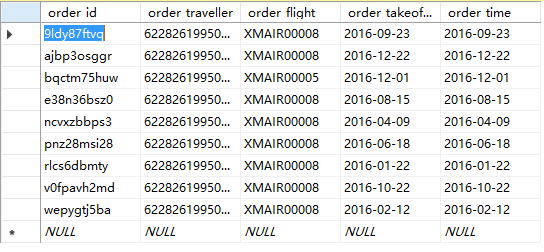 order id order traveller order flight order takeof... order time
9ldy87ftvq 62282619950... XMAIR00008 2016-09-23 2016-09-23
ajbp3osggr 62282619950... XMAIR00008 2016-12-22 2016-12-22
bqctm75huw 62282619950... XMAIR00005 2016-12-01 2016-12-01
e38n36bsz0 62282619950... XMAIR00008 2016-08-15 2016-08-15
ncvxzbbps3 62282619950... XMAIR00008 2016-04-09 2016-04-09
pnz28msi28 62282619950... XMAIR00008 2016-06-18 2016-06-18
rlcs6dbmty 62282619950... XMAIR00008 2016-01-22 2016-01-22
v0fpavh2md 62282619950... XMAIR00008 2016-10-22 2016-10-22
wepygtj5ba 62282619950... XMAIR00008 2016-02-12 2016-02-12
* NULL NULL NULL NULL NULL